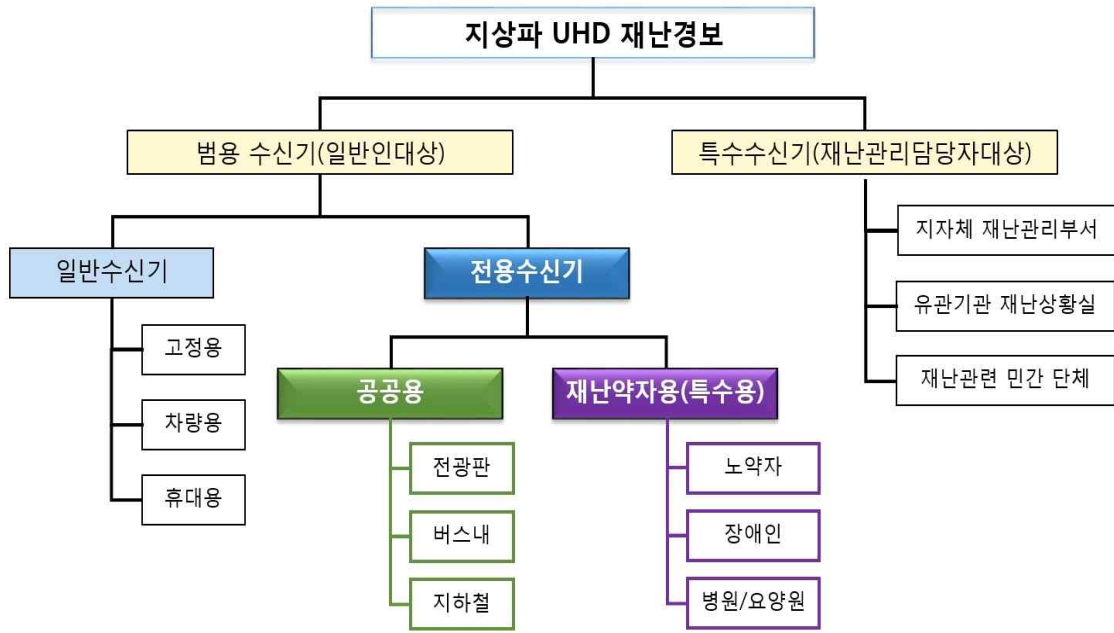 지상파 UHD 재난경보
범용 수신기(일반인대상)
특수수신기(재난관리담당자대상)
일반수신기
전용수신기
지자체 재난관리부서
유관기관 재난상황실
재난관련 민간 단체
고정용
차량용
휴대용
공공용
재난약자용(특수용)
전광판
버스내
지하철
노약자
장애인
병원/요양원